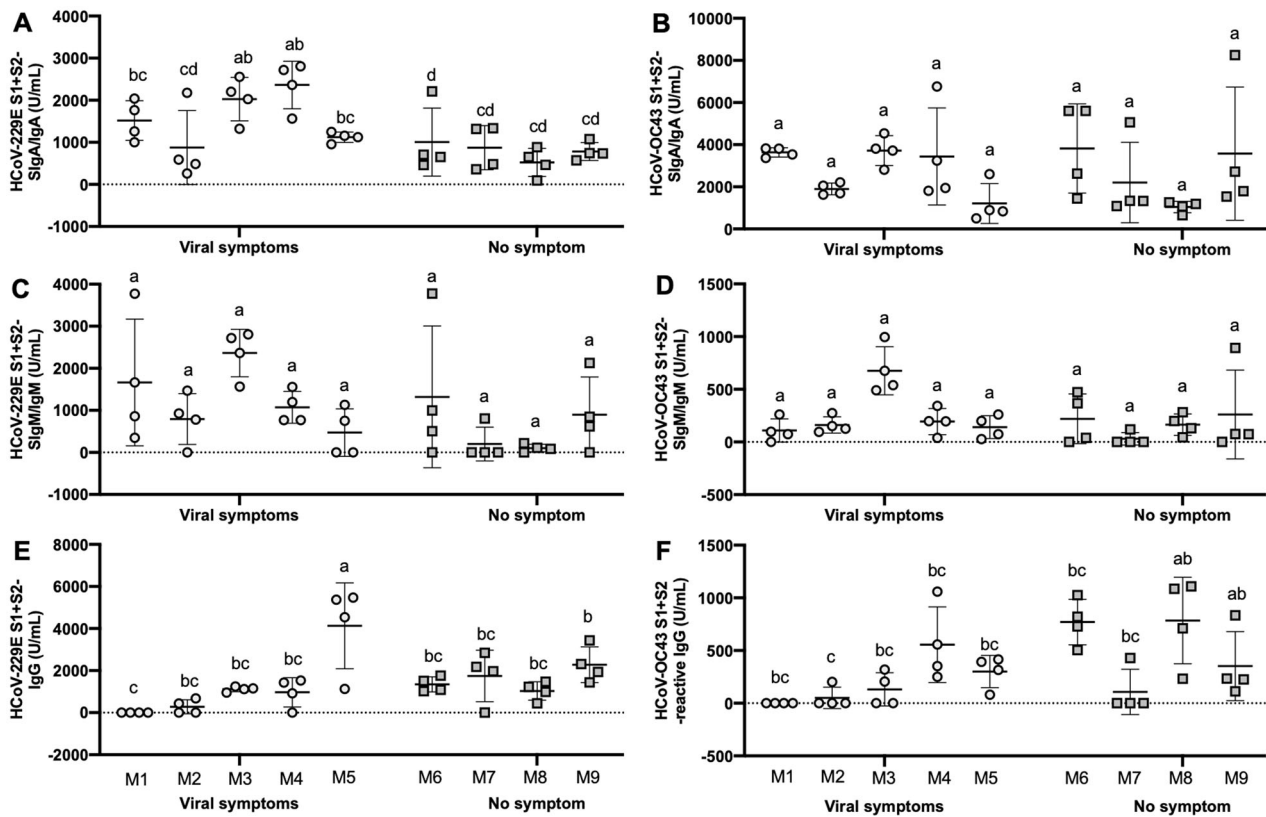 A
HCoV-229E S1+S2-
SIgA/IgA (U/mL)
4000
3000
2000
1000
0
-1000
bc
cd
ab
ab
bc
d
cd
cd
cd
Viral symptoms
No symptom
B
HCoV-OC43 S1+S2-
SIgA/IgA (U/mL)
10000
8000
6000
4000
2000
0
a
a
a
a
a
a
a
a
a
Viral symptoms
No symptom
C
HCoV-229E S1+S2-
SIgM/IgM (U/mL)
4000
3000
2000
1000
0
-1000
a
a
a
a
a
a
a
a
a
Viral symptoms
No symptom
D
HCoV-OC43 S1+S2-
SIgM/IgM (U/mL)
1500
1000
500
0
-500
a
a
a
a
a
a
a
a
a
Viral symptoms
No symptom
E
HCoV-229E S1+S2-
IgG (U/mL)
8000
6000
4000
2000
0
-2000
c
bc
bc
bc
a
bc
bc
bc
b
M1 M2 M3 M4 M5 M6 M7 M8 M9
Viral symptoms
No symptom
F
HCoV-OC43 S1+S2
-reactive IgG (U/mL)
1500
1000
500
0
-500
bc
c
bc
bc
bc
bc
bc
ab
ab
M1 M2 M3 M4 M5 M6 M7 M8 M9
Viral symptoms
No symptom